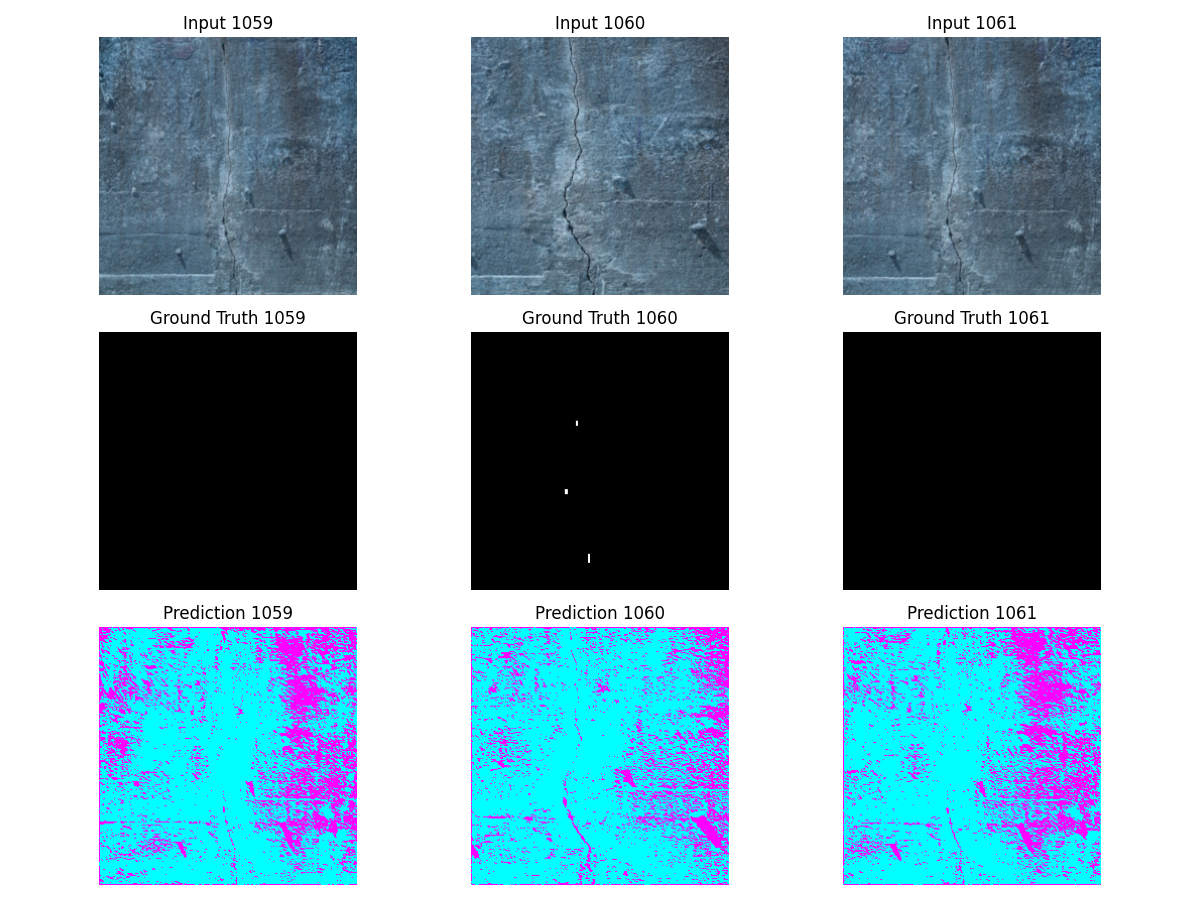 Input 1059
Input 1060
Input 1061
Ground Truth 1059
Ground Truth 1060
Ground Truth 1061
Prediction 1059
Prediction 1060
Prediction 1061